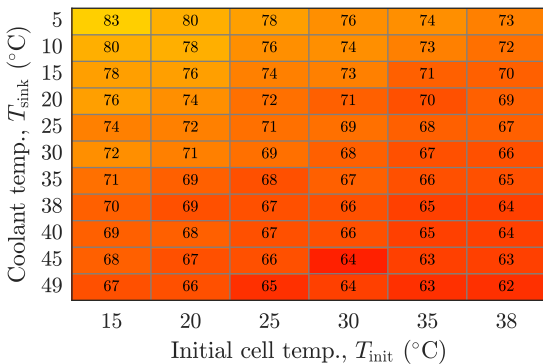 5 83 80 78 76 74 73
10 80 78 76 74 73 72
15 78 76 74 73 71 70
20 76 74 72 71 70 69
25 74 72 71 69 68 67
30 72 71 69 68 67 66
35 71 69 68 67 66 65
38 70 69 67 66 65 64
40 69 68 67 66 65 64
45 68 67 66 64 63 63
49 67 66 65 64 63 62
15 20 25 30 35 38
Coolant temp., T_sink (°C)
Initial cell temp., T_init (°C)